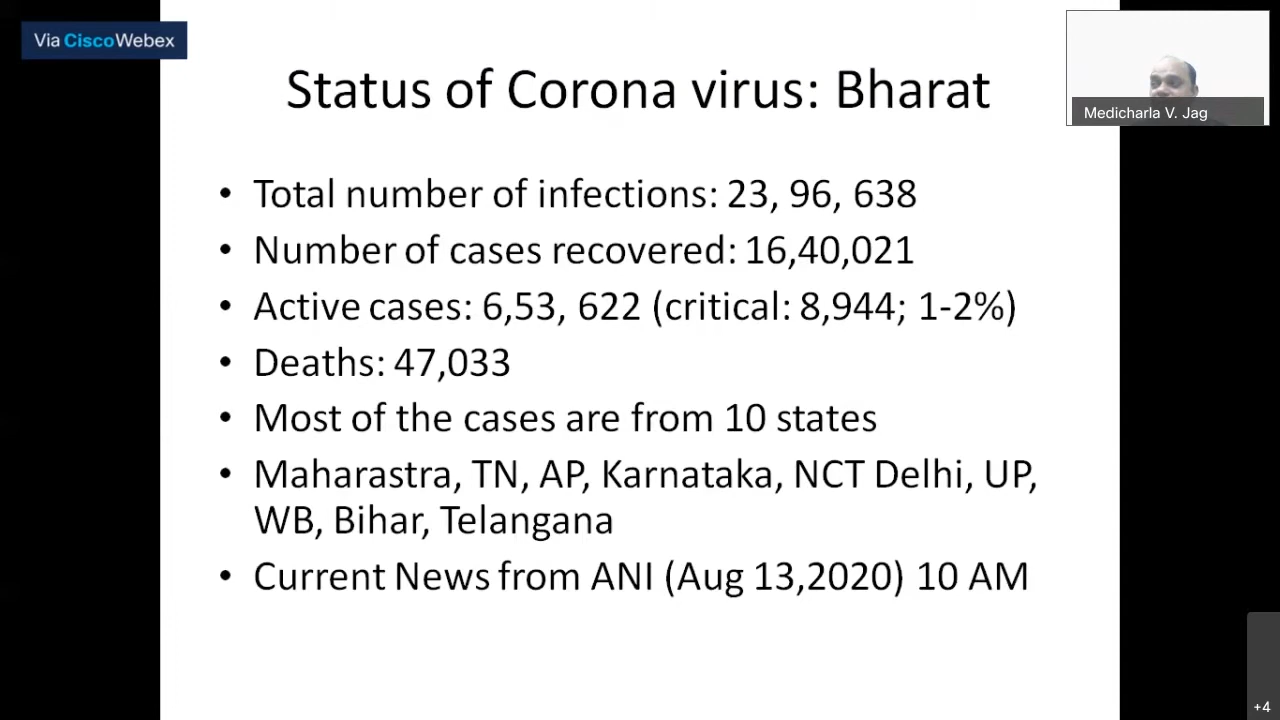 Via CiscoWebex
Medicharla V. Jag
Status of Corona virus: Bharat
• Total number of infections: 23, 96, 638
• Number of cases recovered: 16,40,021
• Active cases: 6,53, 622 (critical: 8,944; 1-2%)
• Deaths: 47,033
• Most of the cases are from 10 states
• Maharastra, TN, AP, Karnataka, NCT Delhi, UP,
WB, Bihar, Telangana
• Current News from ANI (Aug 13,2020) 10 AM
+4